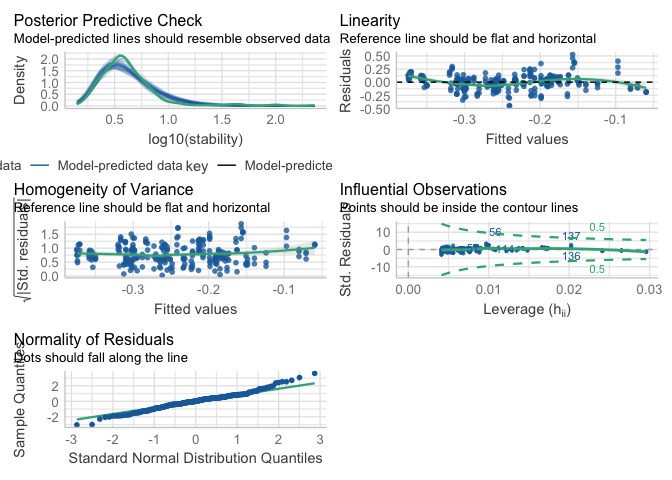 Posterior Predictive Check
Model-predicted lines should resemble observed data
Density
2.0
1.5
1.0
0.5
0.0
0.5
1.0
1.5
2.0
log10(stability)
data
Model-predicted data
key
Model-predicte
Linearity
Reference line should be flat and horizontal
Residuals
0.50
0.25
0.00
-0.25
-0.50
-0.3
-0.2
-0.1
Fitted values
Homogeneity of Variance
Reference line should be flat and horizontal
√|Std. residuals|
1.5
1.0
0.5
0.0
-0.3
-0.2
-0.1
Fitted values
Influential Observations
Points should be inside the contour lines
Std. Residuals
10
0
-10
56
137
136
0.5
0.5
0.00
0.01
0.02
0.03
Leverage (hii)
Normality of Residuals
Dots should fall along the line
Sample Quantiles
2
0
-2
-3
-2
-1
0
1
2
3
Standard Normal Distribution Quantiles